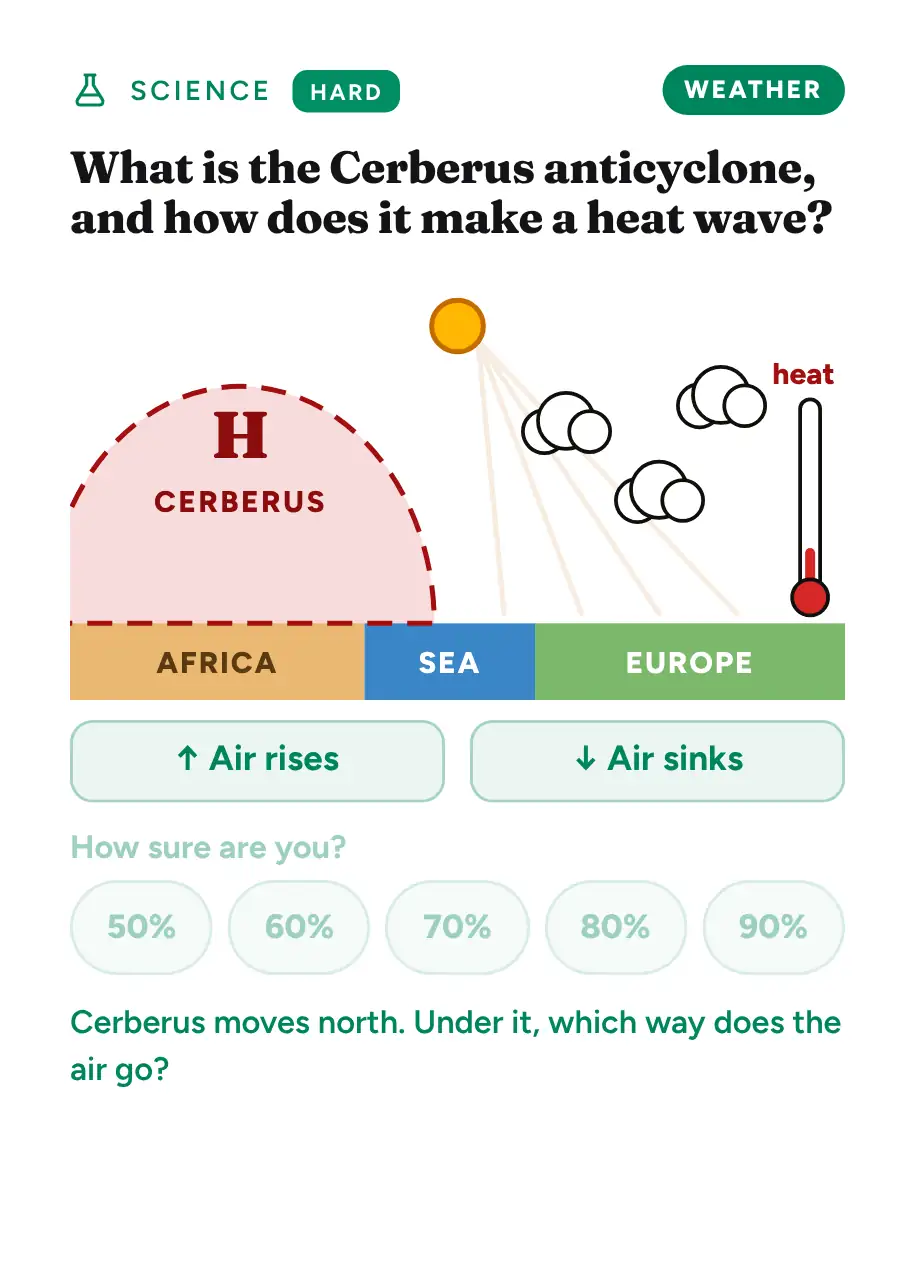 SCIENCE HARD WEATHER
What is the Cerberus anticyclone,
and how does it make a heat wave?
heat
H
CERBERUS
AFRICA SEA EUROPE
↑ Air rises ↓ Air sinks
How sure are you?
50% 60% 70% 80% 90%
Cerberus moves north. Under it, which way does the
air go?